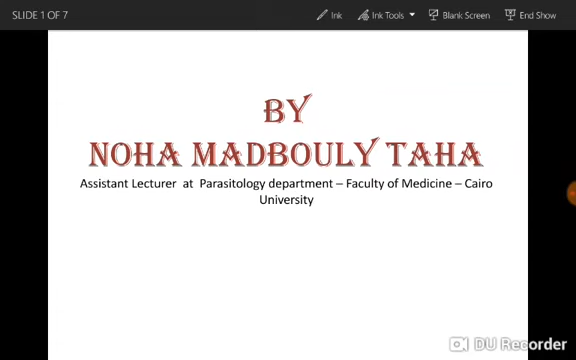 SLIDE 1 OF 7
Ink
Ink Tools
Blank Screen
End Show
BY
NOHA MADBOULY TAHA
Assistant Lecturer at Parasitology department – Faculty of Medicine – Cairo
University
DU Recorder